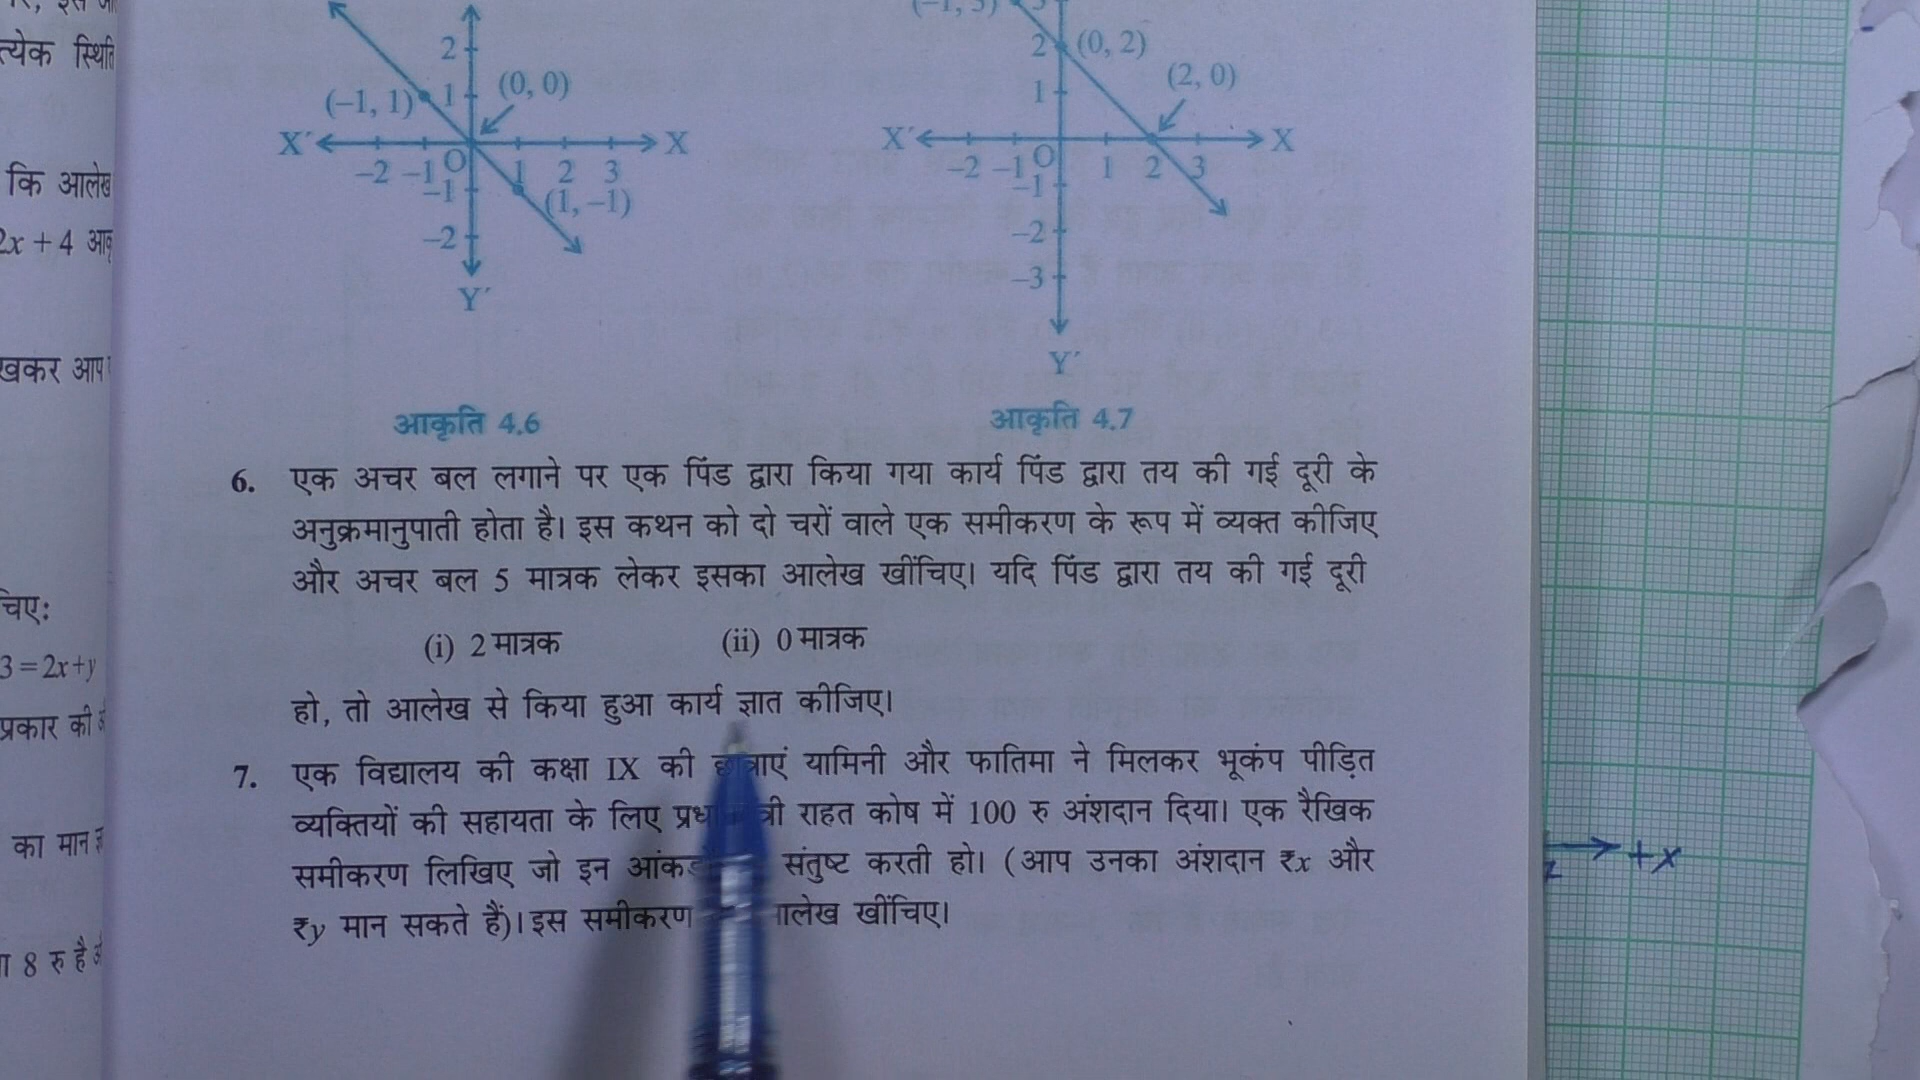 त्येक स्थिति
कि आलेख
2x + 4
खकर आप
चिए:
3 = 2x + y
प्रकार की
का मान
8 रु है
2
1
(0, 0)
(–1, 1)
X´ X
–2 –1 O 1 2 3
–1
(1, –1)
–2
Y´
आकृति 4.6
2
(0, 2)
(2, 0)
1
X´ X
–2 –1 O 1 2 3
–1
–2
–3
Y´
आकृति 4.7
6. एक अचर बल लगाने पर एक पिंड द्वारा किया गया कार्य पिंड द्वारा तय की गई दूरी के
अनुक्रमानुपाती होता है। इस कथन को दो चरों वाले एक समीकरण के रूप में व्यक्त कीजिए
और अचर बल 5 मात्रक लेकर इसका आलेख खींचिए। यदि पिंड द्वारा तय की गई दूरी
(i) 2 मात्रक (ii) 0 मात्रक
हो, तो आलेख से किया हुआ कार्य ज्ञात कीजिए।
7. एक विद्यालय की कक्षा IX की यामिनी और फातिमा ने मिलकर भूकंप पीड़ित
व्यक्तियों की सहायता के लिए राहत कोष में 100 रु अंशदान दिया। एक रैखिक
समीकरण लिखिए जो इन संतुष्ट करती हो। (आप उनका अंशदान ₹x और
₹y मान सकते हैं)। इस समीकरण खींचिए।
+x